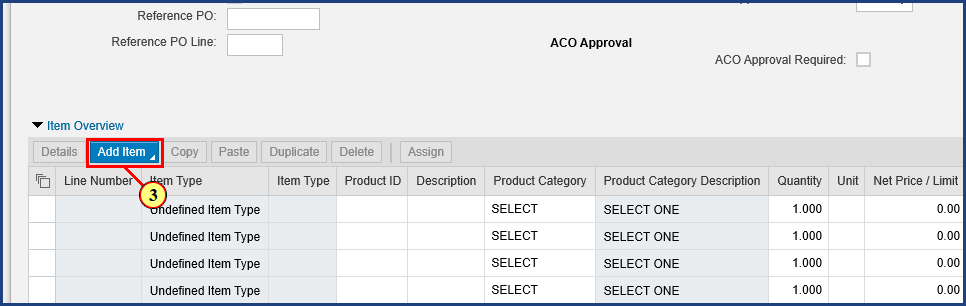 Reference PO:
Reference PO Line:
ACO Approval
ACO Approval Required:
Item Overview
Details Add Item Copy Paste Duplicate Delete Assign
Line Number Item Type Item Type Product ID Description Product Category Product Category Description Quantity Unit Net Price / Limit
3
Undefined Item Type SELECT SELECT ONE 1.000 0.00
Undefined Item Type SELECT SELECT ONE 1.000 0.00
Undefined Item Type SELECT SELECT ONE 1.000 0.00
Undefined Item Type SELECT SELECT ONE 1.000 0.00